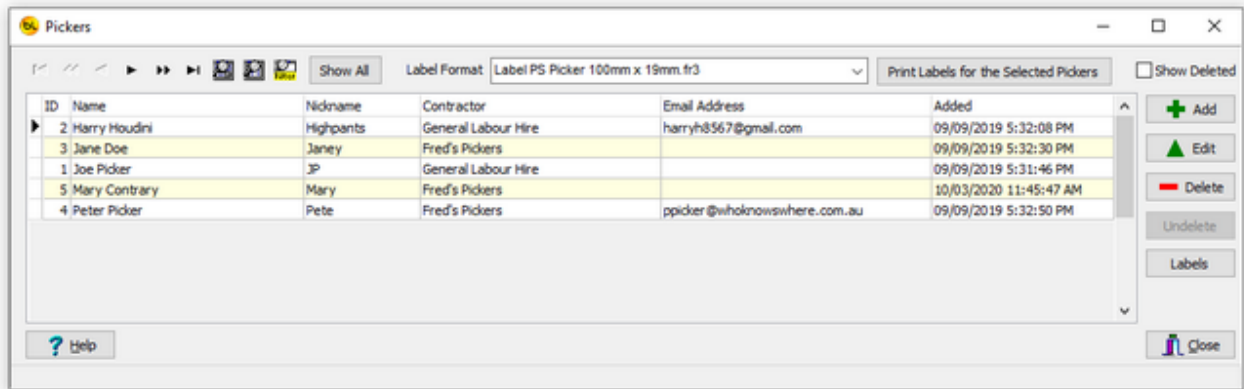 bL Pickers
Show All Label Format Label PS Picker 100mm x 19mm.fr3 Print Labels for the Selected Pickers Show Deleted
ID Name Nickname Contractor Email Address Added
2 Harry Houdini Highpants General Labour Hire harryh8567@gmail.com 09/09/2019 5:32:08 PM
3 Jane Doe Janey Fred's Pickers 09/09/2019 5:32:30 PM
1 Joe Picker JP General Labour Hire 09/09/2019 5:31:46 PM
5 Mary Contrary Mary Fred's Pickers 10/03/2020 11:45:47 AM
4 Peter Picker Pete Fred's Pickers ppicker@whoknowswhere.com.au 09/09/2019 5:32:50 PM
Add
Edit
Delete
Undelete
Labels
Help
Close